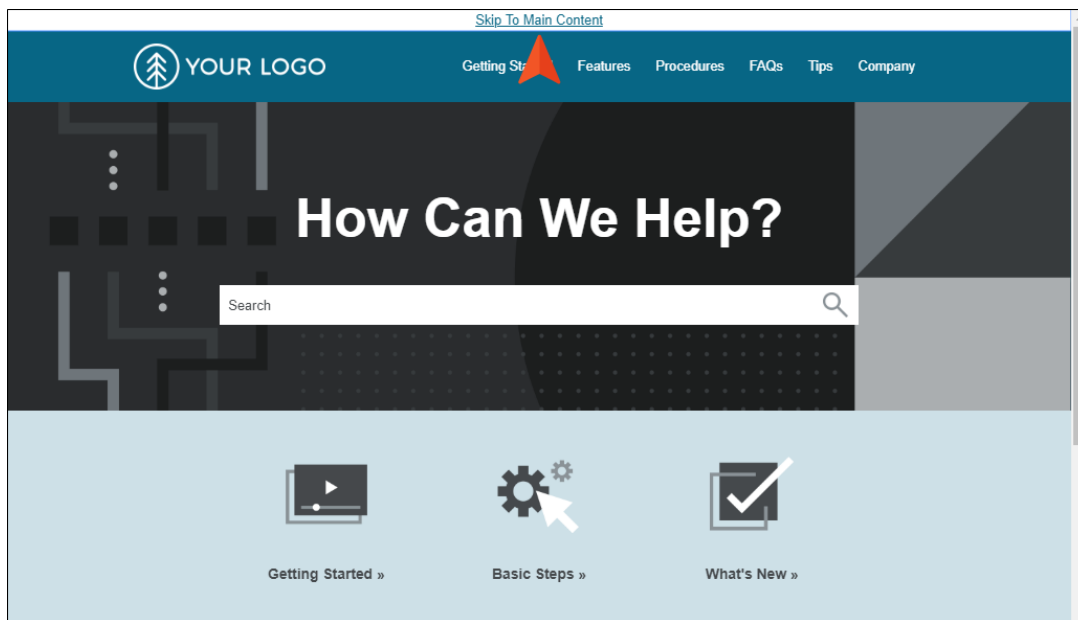 Skip To Main Content
YOUR LOGO
Getting Features Procedures FAQs Tips Company
How Can We Help?
Search
Getting Started » Basic Steps » What's New »